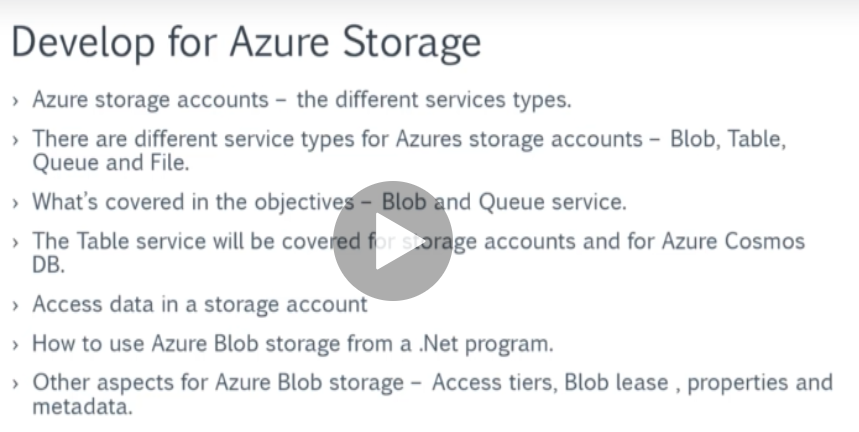 Develop for Azure Storage
› Azure storage accounts – the different services types.
› There are different service types for Azures storage accounts – Blob, Table,
Queue and File.
› What's covered in the objectives – Blob and Queue service.
› The Table service will be covered for storage accounts and for Azure Cosmos
DB.
› Access data in a storage account
› How to use Azure Blob storage from a .Net program.
› Other aspects for Azure Blob storage – Access tiers, Blob lease , properties and
metadata.